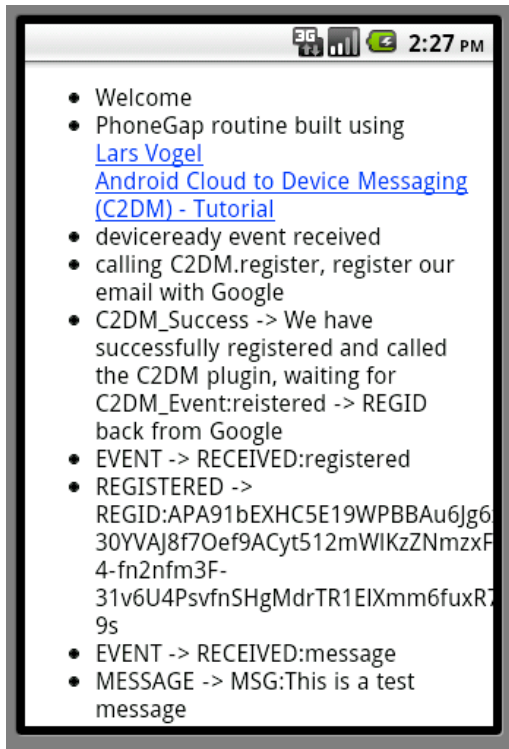 3G 2:27 PM
Welcome
PhoneGap routine built using
Lars Vogel
Android Cloud to Device Messaging
(C2DM) - Tutorial
deviceready event received
calling C2DM.register, register our
email with Google
C2DM_Success -> We have
successfully registered and called
the C2DM plugin, waiting for
C2DM_Event:reistered -> REGID
back from Google
EVENT -> RECEIVED:registered
REGISTERED ->
REGID:APA91bEXHC5E19WPBBAu6Jg6
30YVAJ8f7Oef9ACyt512mWlKzZNmzxF
4-fn2nfm3F-
31v6U4PsvfnSHgMdrTR1ElXmm6fuxR7
9s
EVENT -> RECEIVED:message
MESSAGE -> MSG:This is a test
message